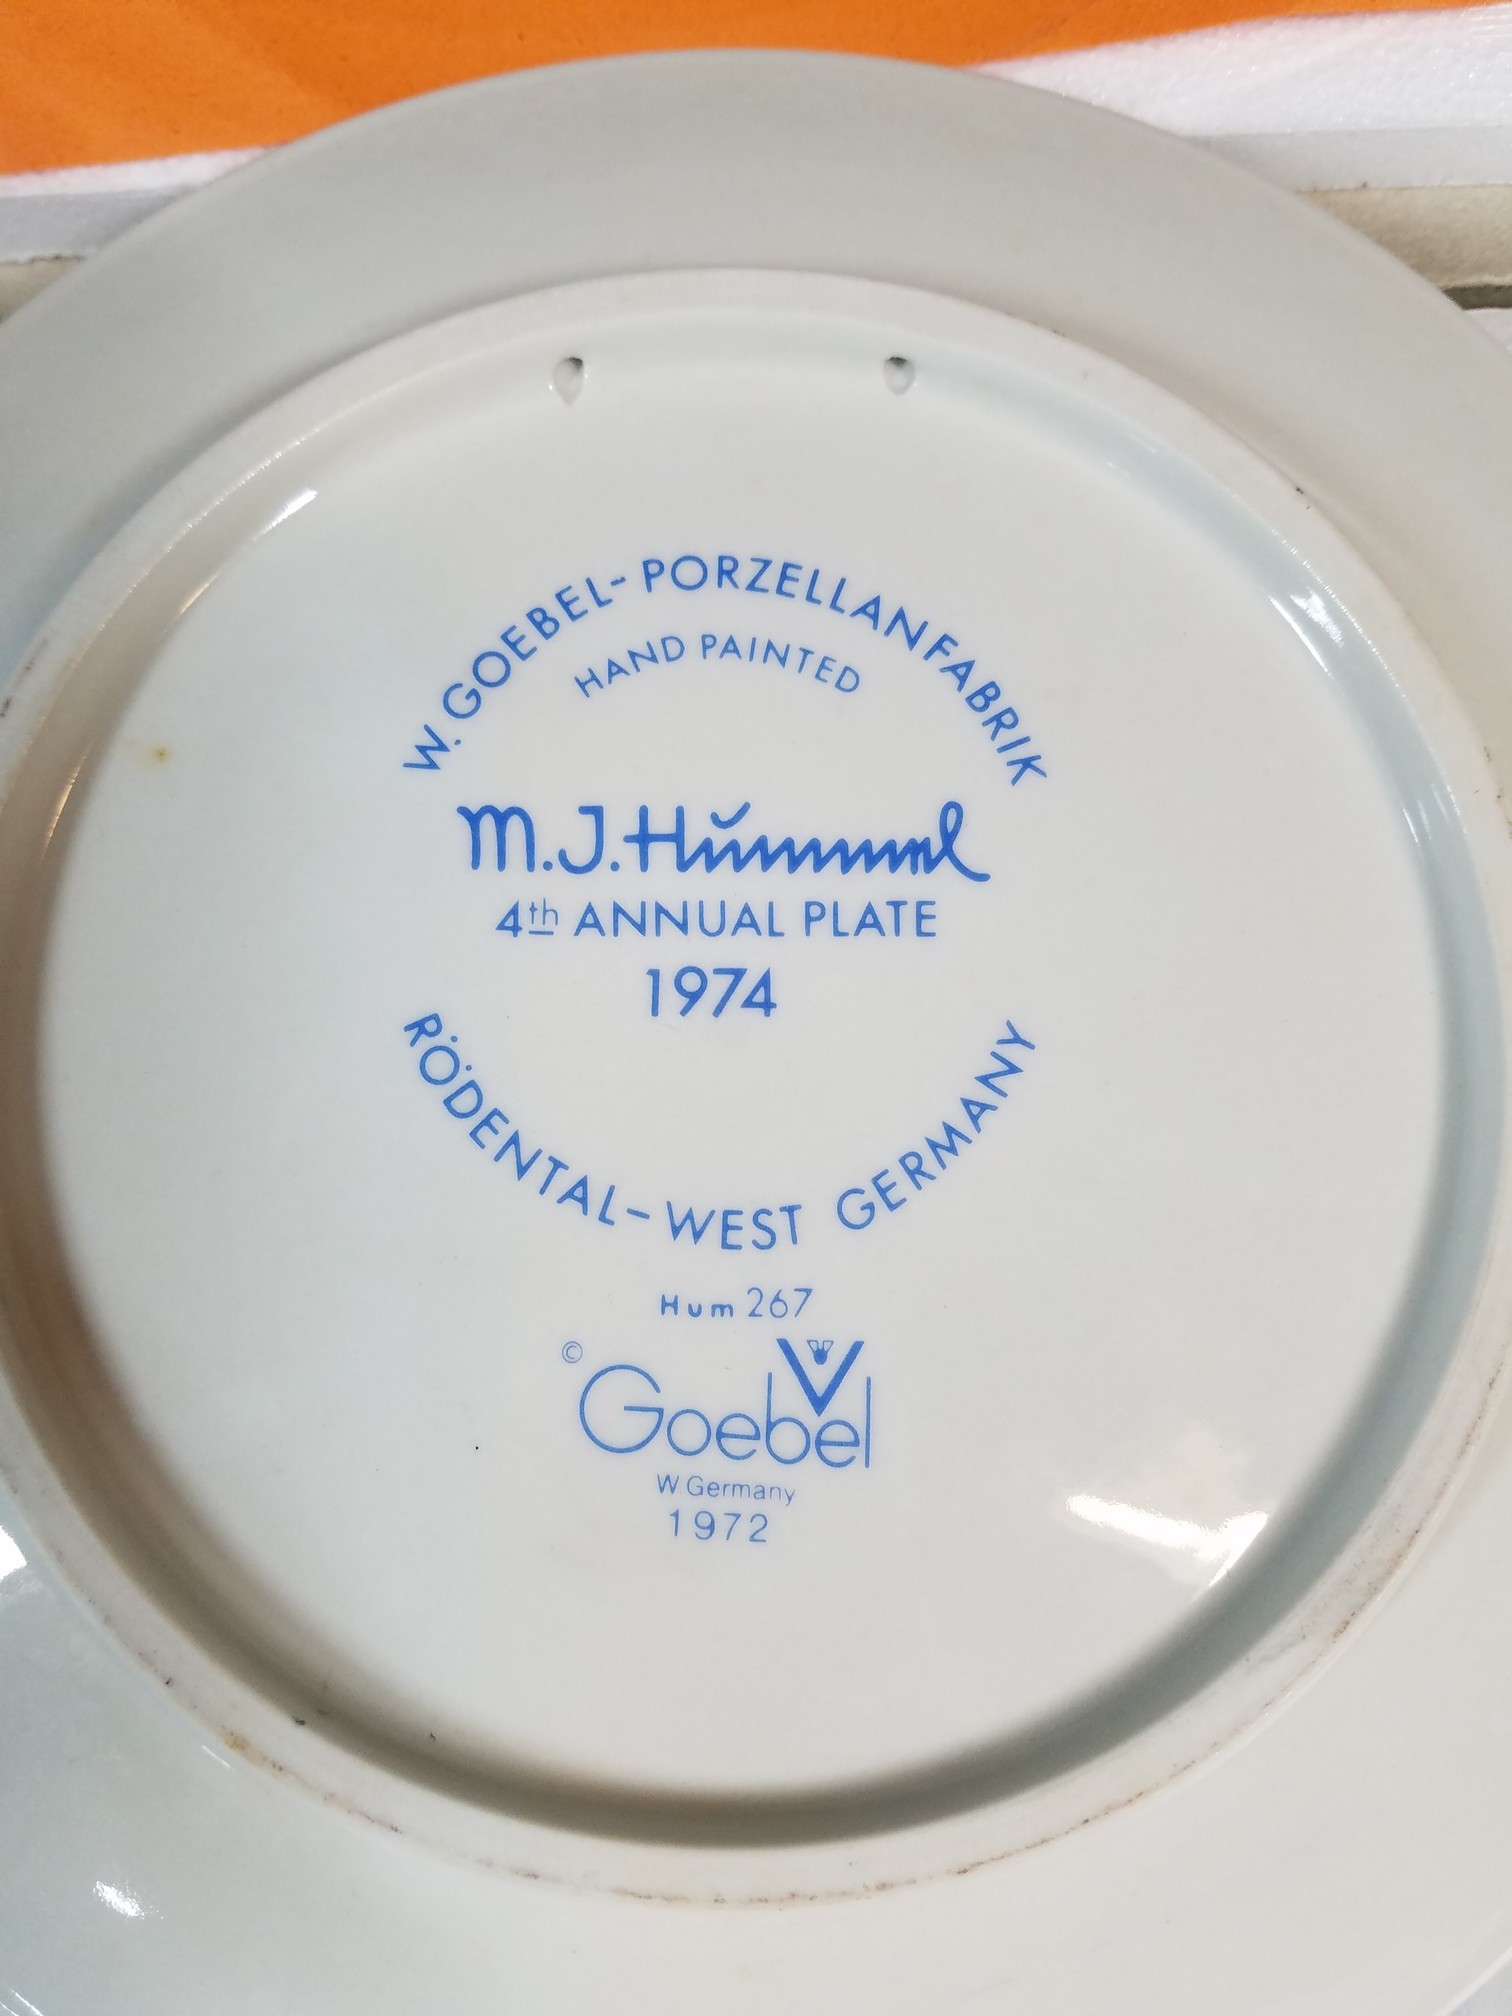 W. GOEBEL-PORZELLANFABRIK
HAND PAINTED
M.J. Hummel
4th ANNUAL PLATE
1974
RÖDENTAL-WEST GERMANY
Hum 267
© Goebel
W Germany
1972